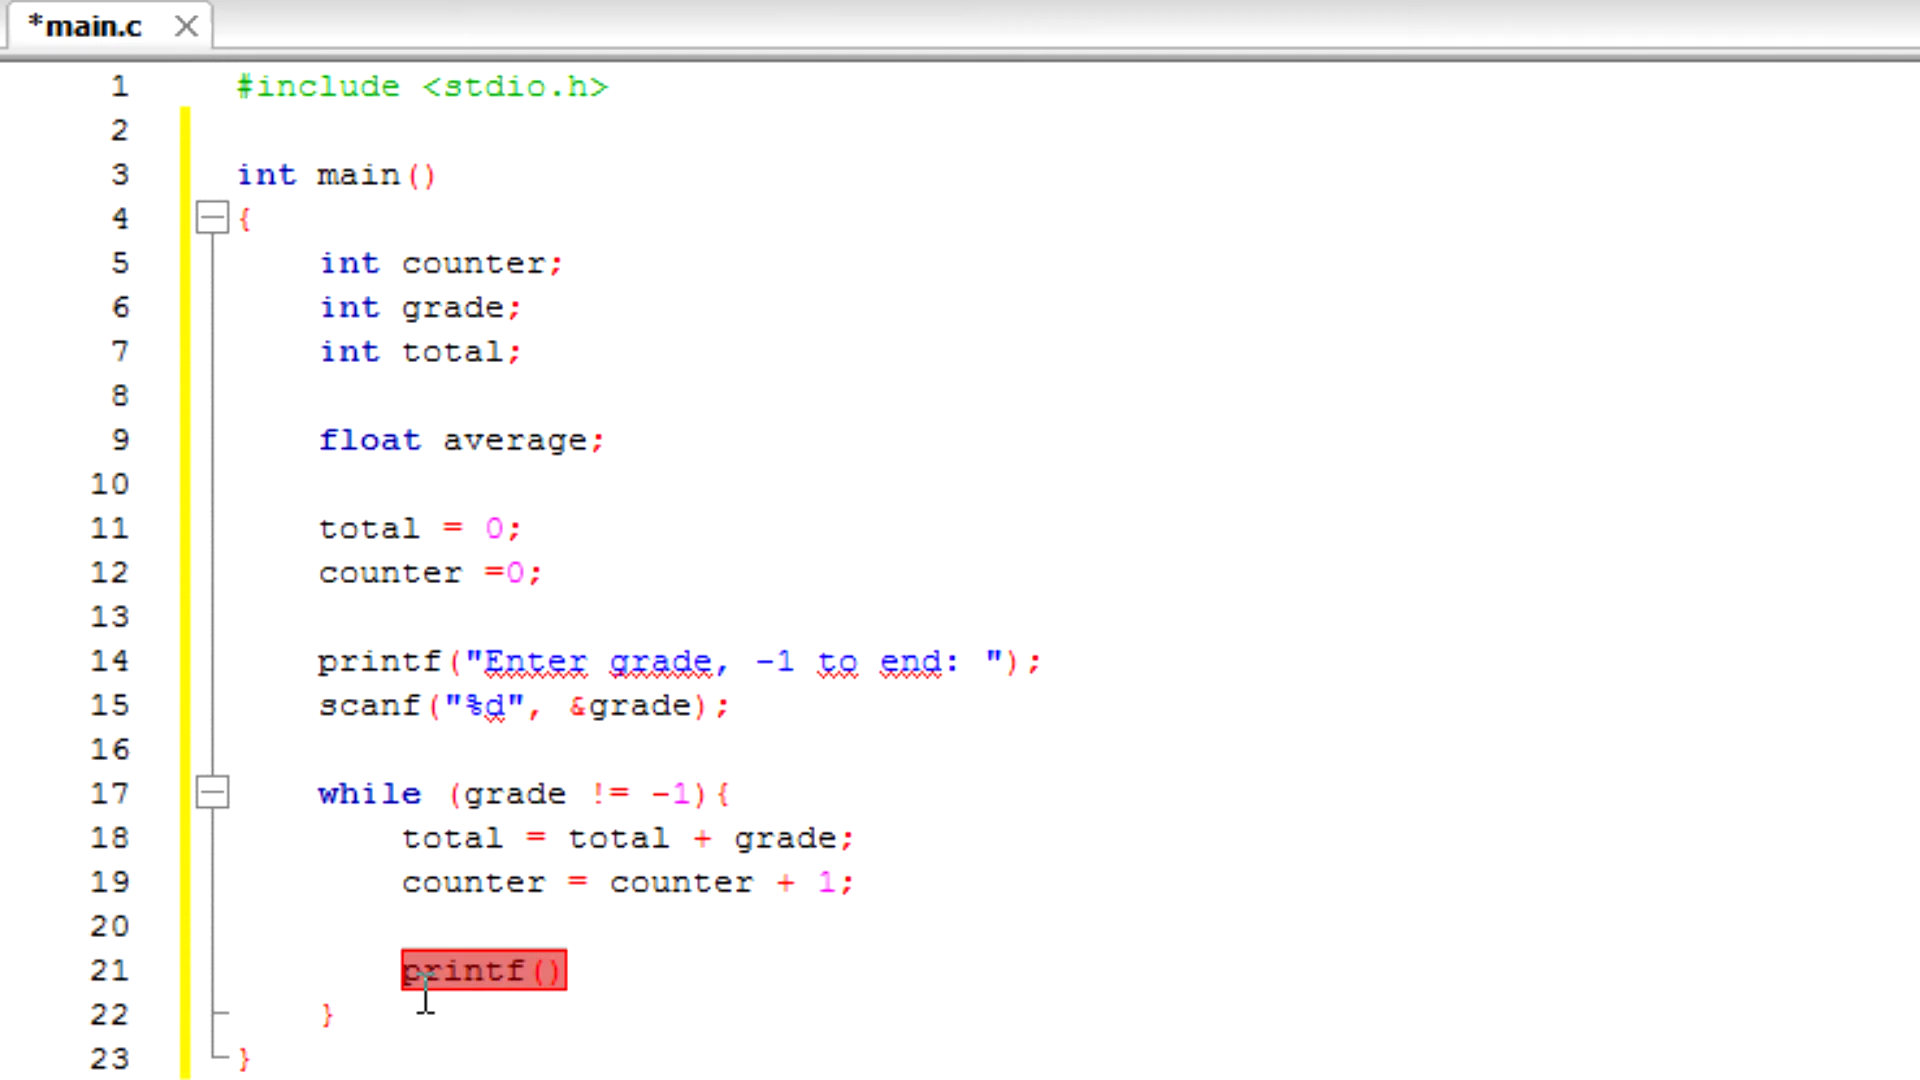 *main.c
1 #include <stdio.h>
2
3 int main()
4 {
5 int counter;
6 int grade;
7 int total;
8
9 float average;
10
11 total = 0;
12 counter =0;
13
14 printf("Enter grade, -1 to end: ");
15 scanf("%d", &grade);
16
17 while (grade != -1){
18 total = total + grade;
19 counter = counter + 1;
20
21 printf()
22 }
23 }